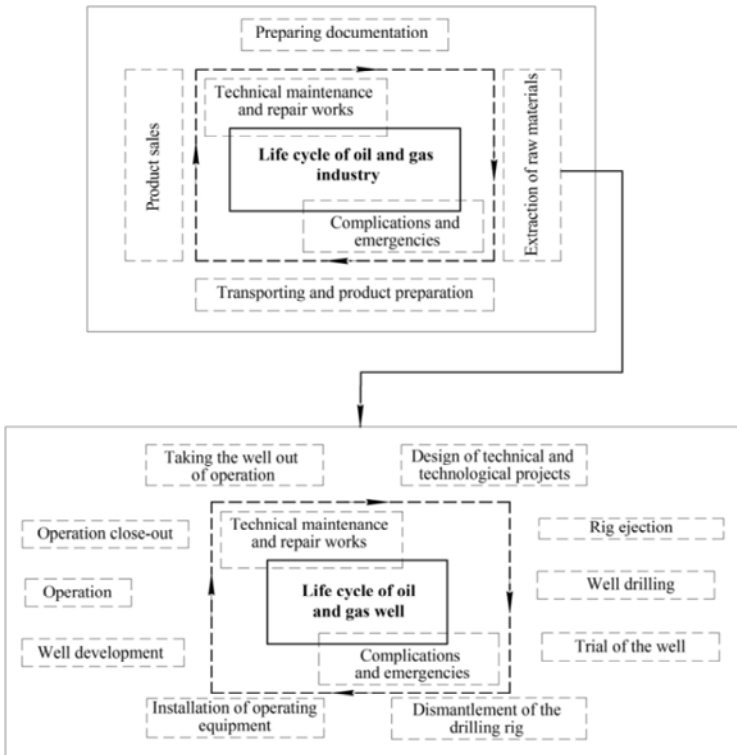 Preparing documentation
Technical maintenance
and repair works
Product sales
Life cycle of oil and gas
industry
Extraction of raw materials
Complications and
emergencies
Transporting and product preparation
Taking the well out
of operation
Design of technical and
technological projects
Technical maintenance
and repair works
Operation close-out
Rig ejection
Operation
Life cycle of oil
and gas well
Well drilling
Well development
Complications
and emergencies
Trial of the well
Installation of operating
equipment
Dismantlement of the
drilling rig